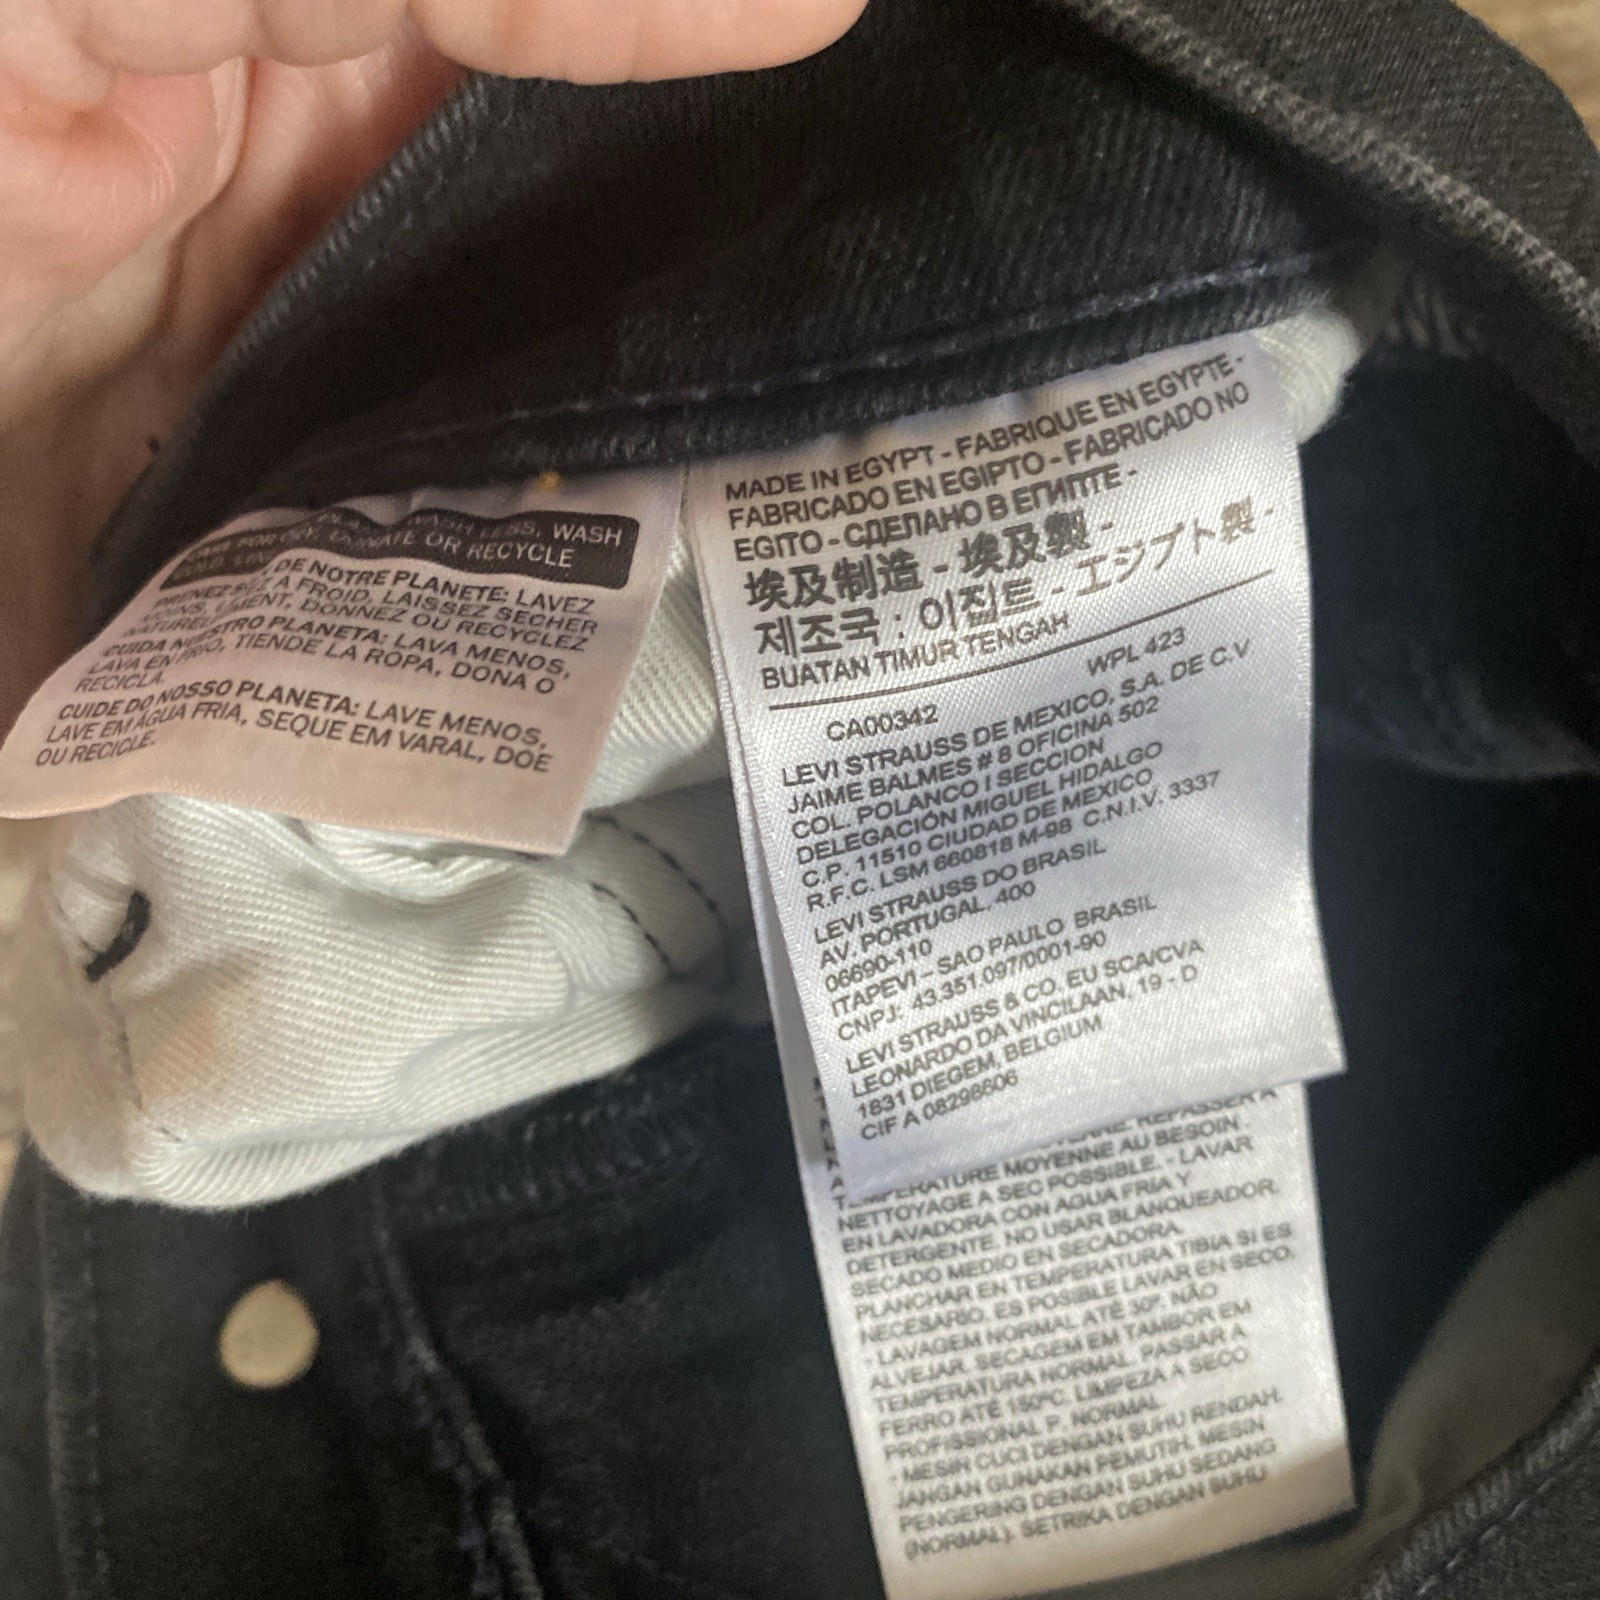 WASH LESS, WASH
OR RECYCLE
DE NOTRE PLANETE: LAVEZ
A FROID, LAISSEZ SECHER
DONNEZ OU RECYCLEZ
CUIDA NUESTRO PLANETA: LAVA MENOS,
LAVA EN FRIO, TIENDE LA ROPA, DONA O
RECICLA.
CUIDE DO NOSSO PLANETA: LAVE MENOS,
LAVE EM ÁGUA FRIA, SEQUE EM VARAL, DOE
OU RECICLE.
MADE IN EGYPT - FABRIQUE EN EGYPTE -
FABRICADO EN EGIPTO - FABRICADO NO
EGITO - СДЕЛАНО В ЕГИПТЕ -
埃及制造 - 埃及製 -
エジプト製 -
제조국 : 이집트 -
BUATAN TIMUR TENGAH
WPL 423
CA00342
LEVI STRAUSS DE MEXICO, S.A. DE C.V
JAIME BALMES # 8 OFICINA 502
COL. POLANCO I SECCION
DELEGACIÓN MIGUEL HIDALGO
C.P. 11510 CIUDAD DE MEXICO
R.F.C. LSM 660818 M-98 C.N.I.V. 3337
LEVI STRAUSS DO BRASIL
AV. PORTUGAL, 400
06690-110
ITAPEVI – SAO PAULO BRASIL
CNPJ: 43.351.097/0001-90
LEVI STRAUSS & CO. EU SCA/CVA
LEONARDO DA VINCILAAN, 19 - D
1831 DIEGEM, BELGIUM
CIF A 08298606
REPASSER A
TEMPERATURE MOYENNE AU BESOIN.
NETTOYAGE A SEC POSSIBLE. - LAVAR
EN LAVADORA CON AGUA FRIA Y
DETERGENTE. NO USAR BLANQUEADOR.
SECADO MEDIO EN SECADORA.
PLANCHAR EN TEMPERATURA TIBIA SI ES
NECESARIO. ES POSIBLE LAVAR EN SECO.
- LAVAGEM NORMAL ATÉ 30º. NÃO
ALVEJAR. SECAGEM EM TAMBOR EM
TEMPERATURA NORMAL. PASSAR A
FERRO ATÉ 150ºC. LIMPEZA A SECO
PROFISSIONAL P. NORMAL.
- MESIN CUCI DENGAN SUHU RENDAH.
JANGAN GUNAKAN PEMUTIH. MESIN
PENGERING DENGAN SUHU SEDANG
(NORMAL). SETRIKA DENGAN SUHU